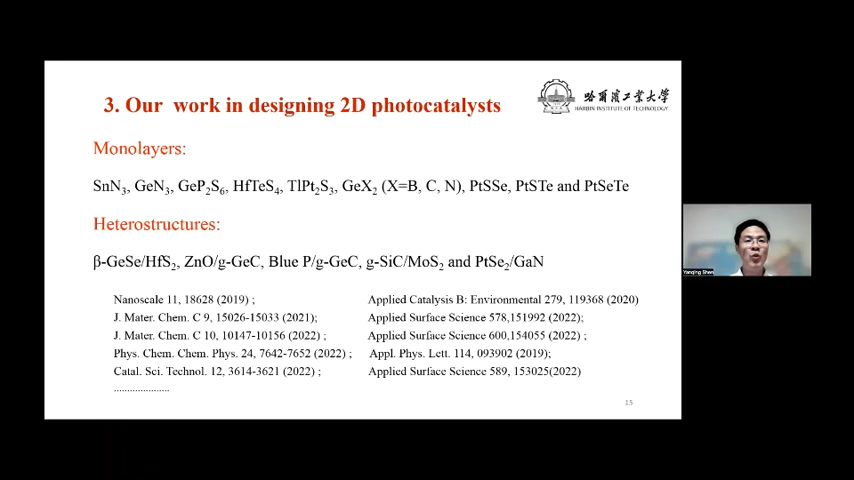 3. Our work in designing 2D photocatalysts
哈爾濱工業大學
HARBIN INSTITUTE OF TECHNOLOGY
Monolayers:
SnN₃, GeN₃, GeP₂S₆, HfTeS₄, TlPt₂S₃, GeX₂ (X=B, C, N), PtSSe, PtSTe and PtSeTe
Heterostructures:
β-GeSe/HfS₂, ZnO/g-GeC, Blue P/g-GeC, g-SiC/MoS₂ and PtSe₂/GaN
Nanoscale 11, 18628 (2019) ;
J. Mater. Chem. C 9, 15026-15033 (2021);
J. Mater. Chem. C 10, 10147-10156 (2022) ;
Phys. Chem. Chem. Phys. 24, 7642-7652 (2022) ;
Catal. Sci. Technol. 12, 3614-3621 (2022) ;
.....................
Applied Catalysis B: Environmental 279, 119368 (2020)
Applied Surface Science 578,151992 (2022);
Applied Surface Science 600,154055 (2022) ;
Appl. Phys. Lett. 114, 093902 (2019);
Applied Surface Science 589, 153025(2022)
15
Yanqing Shen